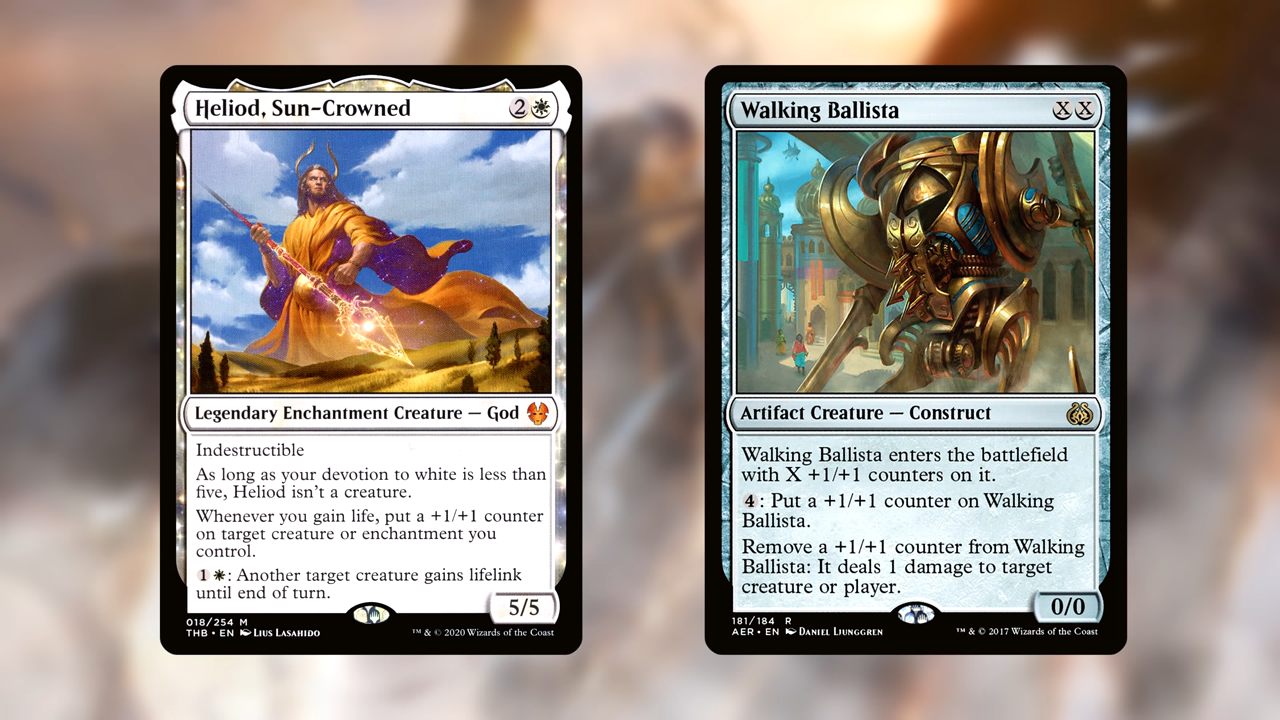 Heliod, Sun-Crowned 2
Legendary Enchantment Creature — God
Indestructible
As long as your devotion to white is less than
five, Heliod isn't a creature.
Whenever you gain life, put a +1/+1 counter
on target creature or enchantment you
control.
1 : Another target creature gains lifelink
until end of turn.
5/5
018/254 M
THB • EN Lius Lasahido
™ & © 2020 Wizards of the Coast
Walking Ballista X X
Artifact Creature — Construct
Walking Ballista enters the battlefield
with X +1/+1 counters on it.
4: Put a +1/+1 counter on Walking
Ballista.
Remove a +1/+1 counter from Walking
Ballista: It deals 1 damage to target
creature or player.
0/0
181/184 R
AER • EN Daniel Ljunggren
™ & © 2017 Wizards of the Coast